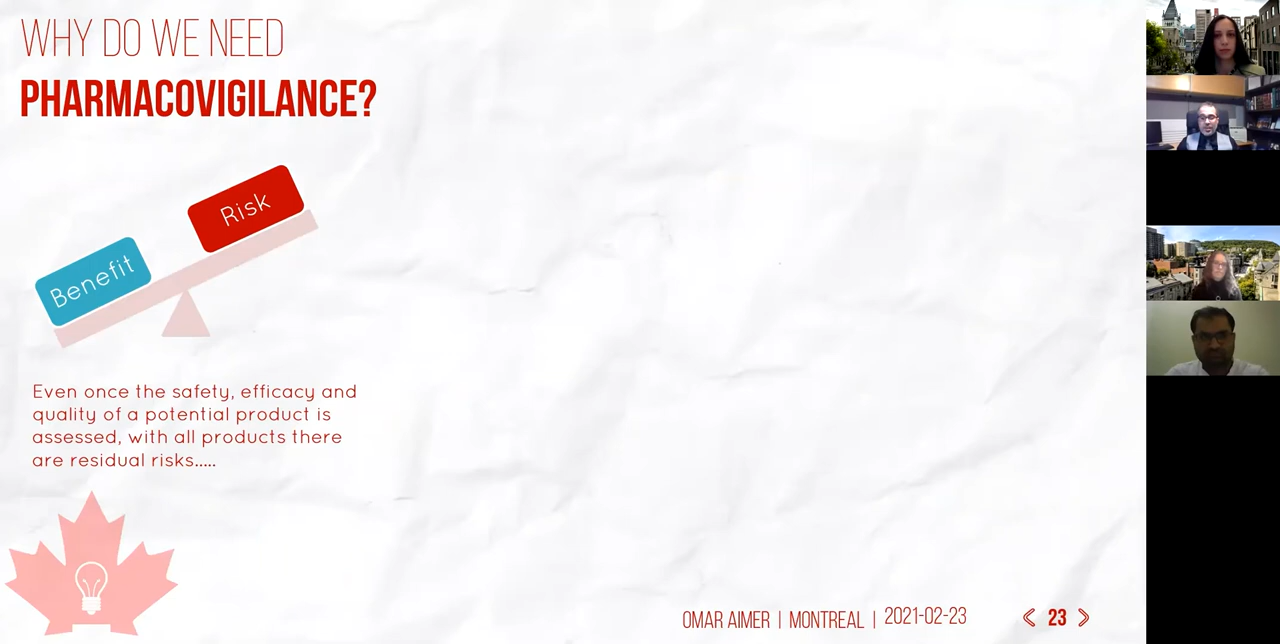 WHY DO WE NEED
PHARMACOVIGILANCE?
Risk
Benefit
Even once the safety, efficacy and
quality of a potential product is
assessed, with all products there
are residual risks.....
OMAR AIMER | MONTREAL | 2021-02-23
23